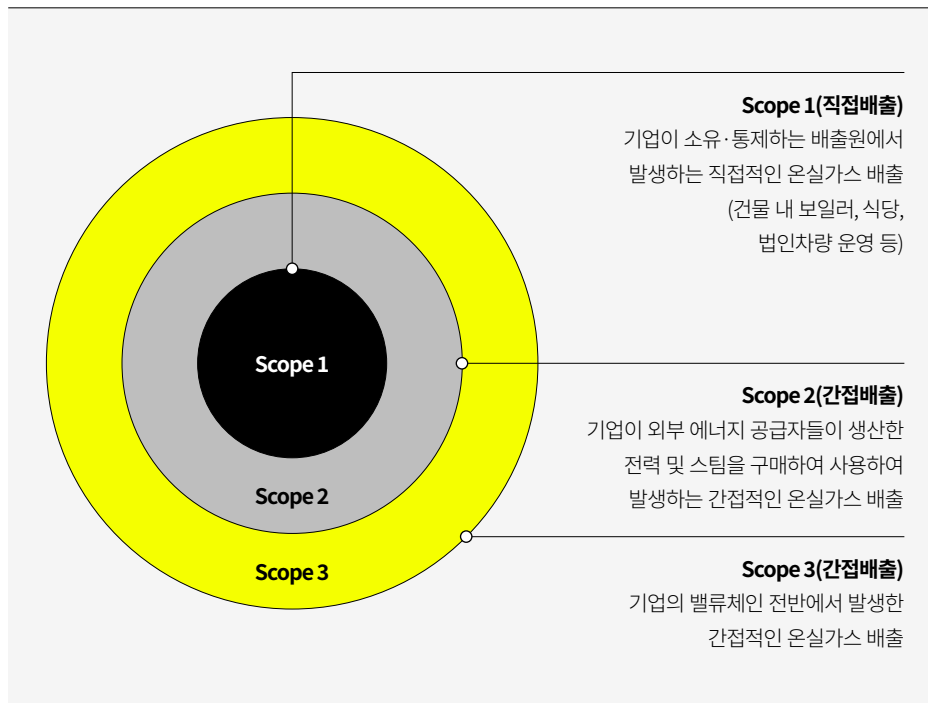 Scope 1
Scope 2
Scope 3
Scope 1(직접배출)
기업이 소유·통제하는 배출원에서
발생하는 직접적인 온실가스 배출
(건물 내 보일러, 식당,
법인차량 운영 등)
Scope 2(간접배출)
기업이 외부 에너지 공급자들이 생산한
전력 및 스팀을 구매하여 사용하여
발생하는 간접적인 온실가스 배출
Scope 3(간접배출)
기업의 밸류체인 전반에서 발생한
간접적인 온실가스 배출